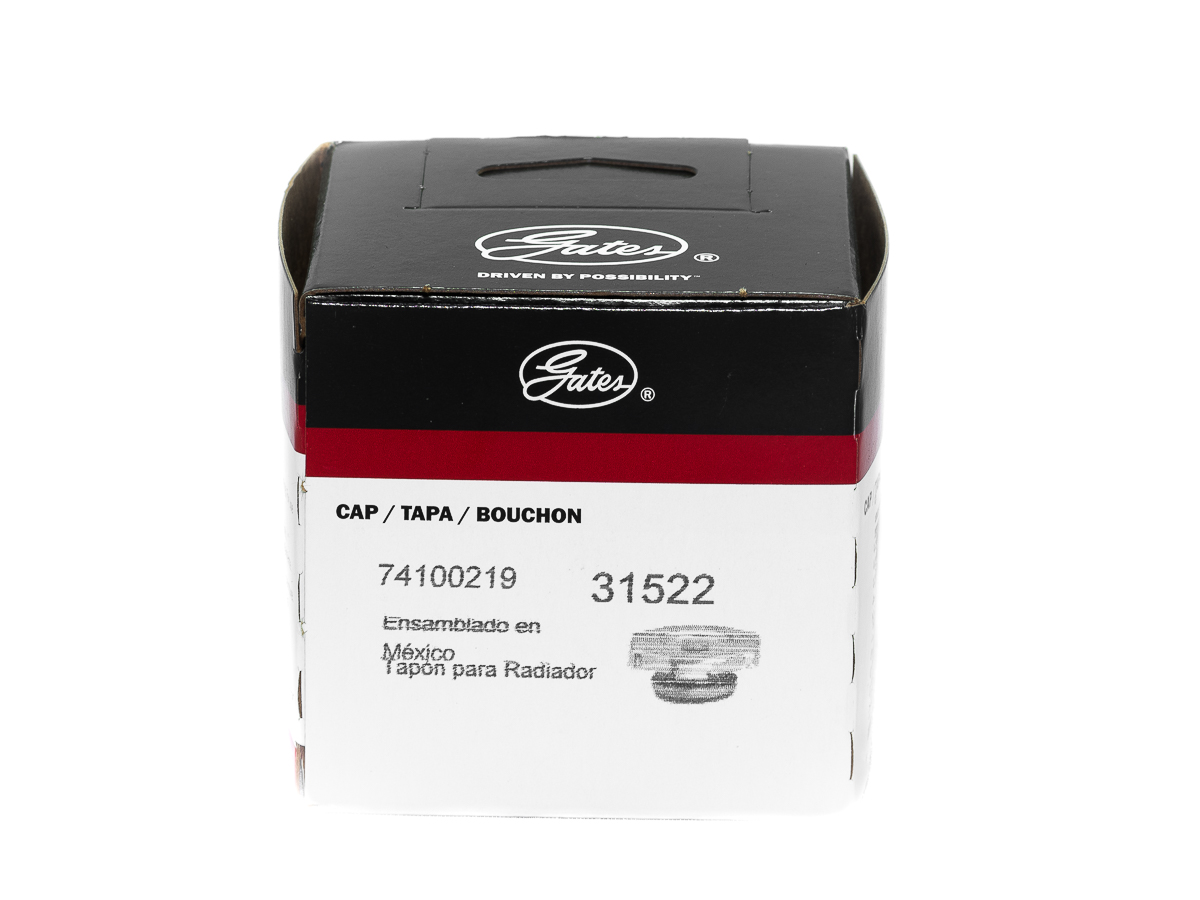 Gates ®
DRIVEN BY POSSIBILITY™
Gates ®
CAP / TAPA / BOUCHON
74100219
31522
Ensamblado en
México
Tapón para Radiador